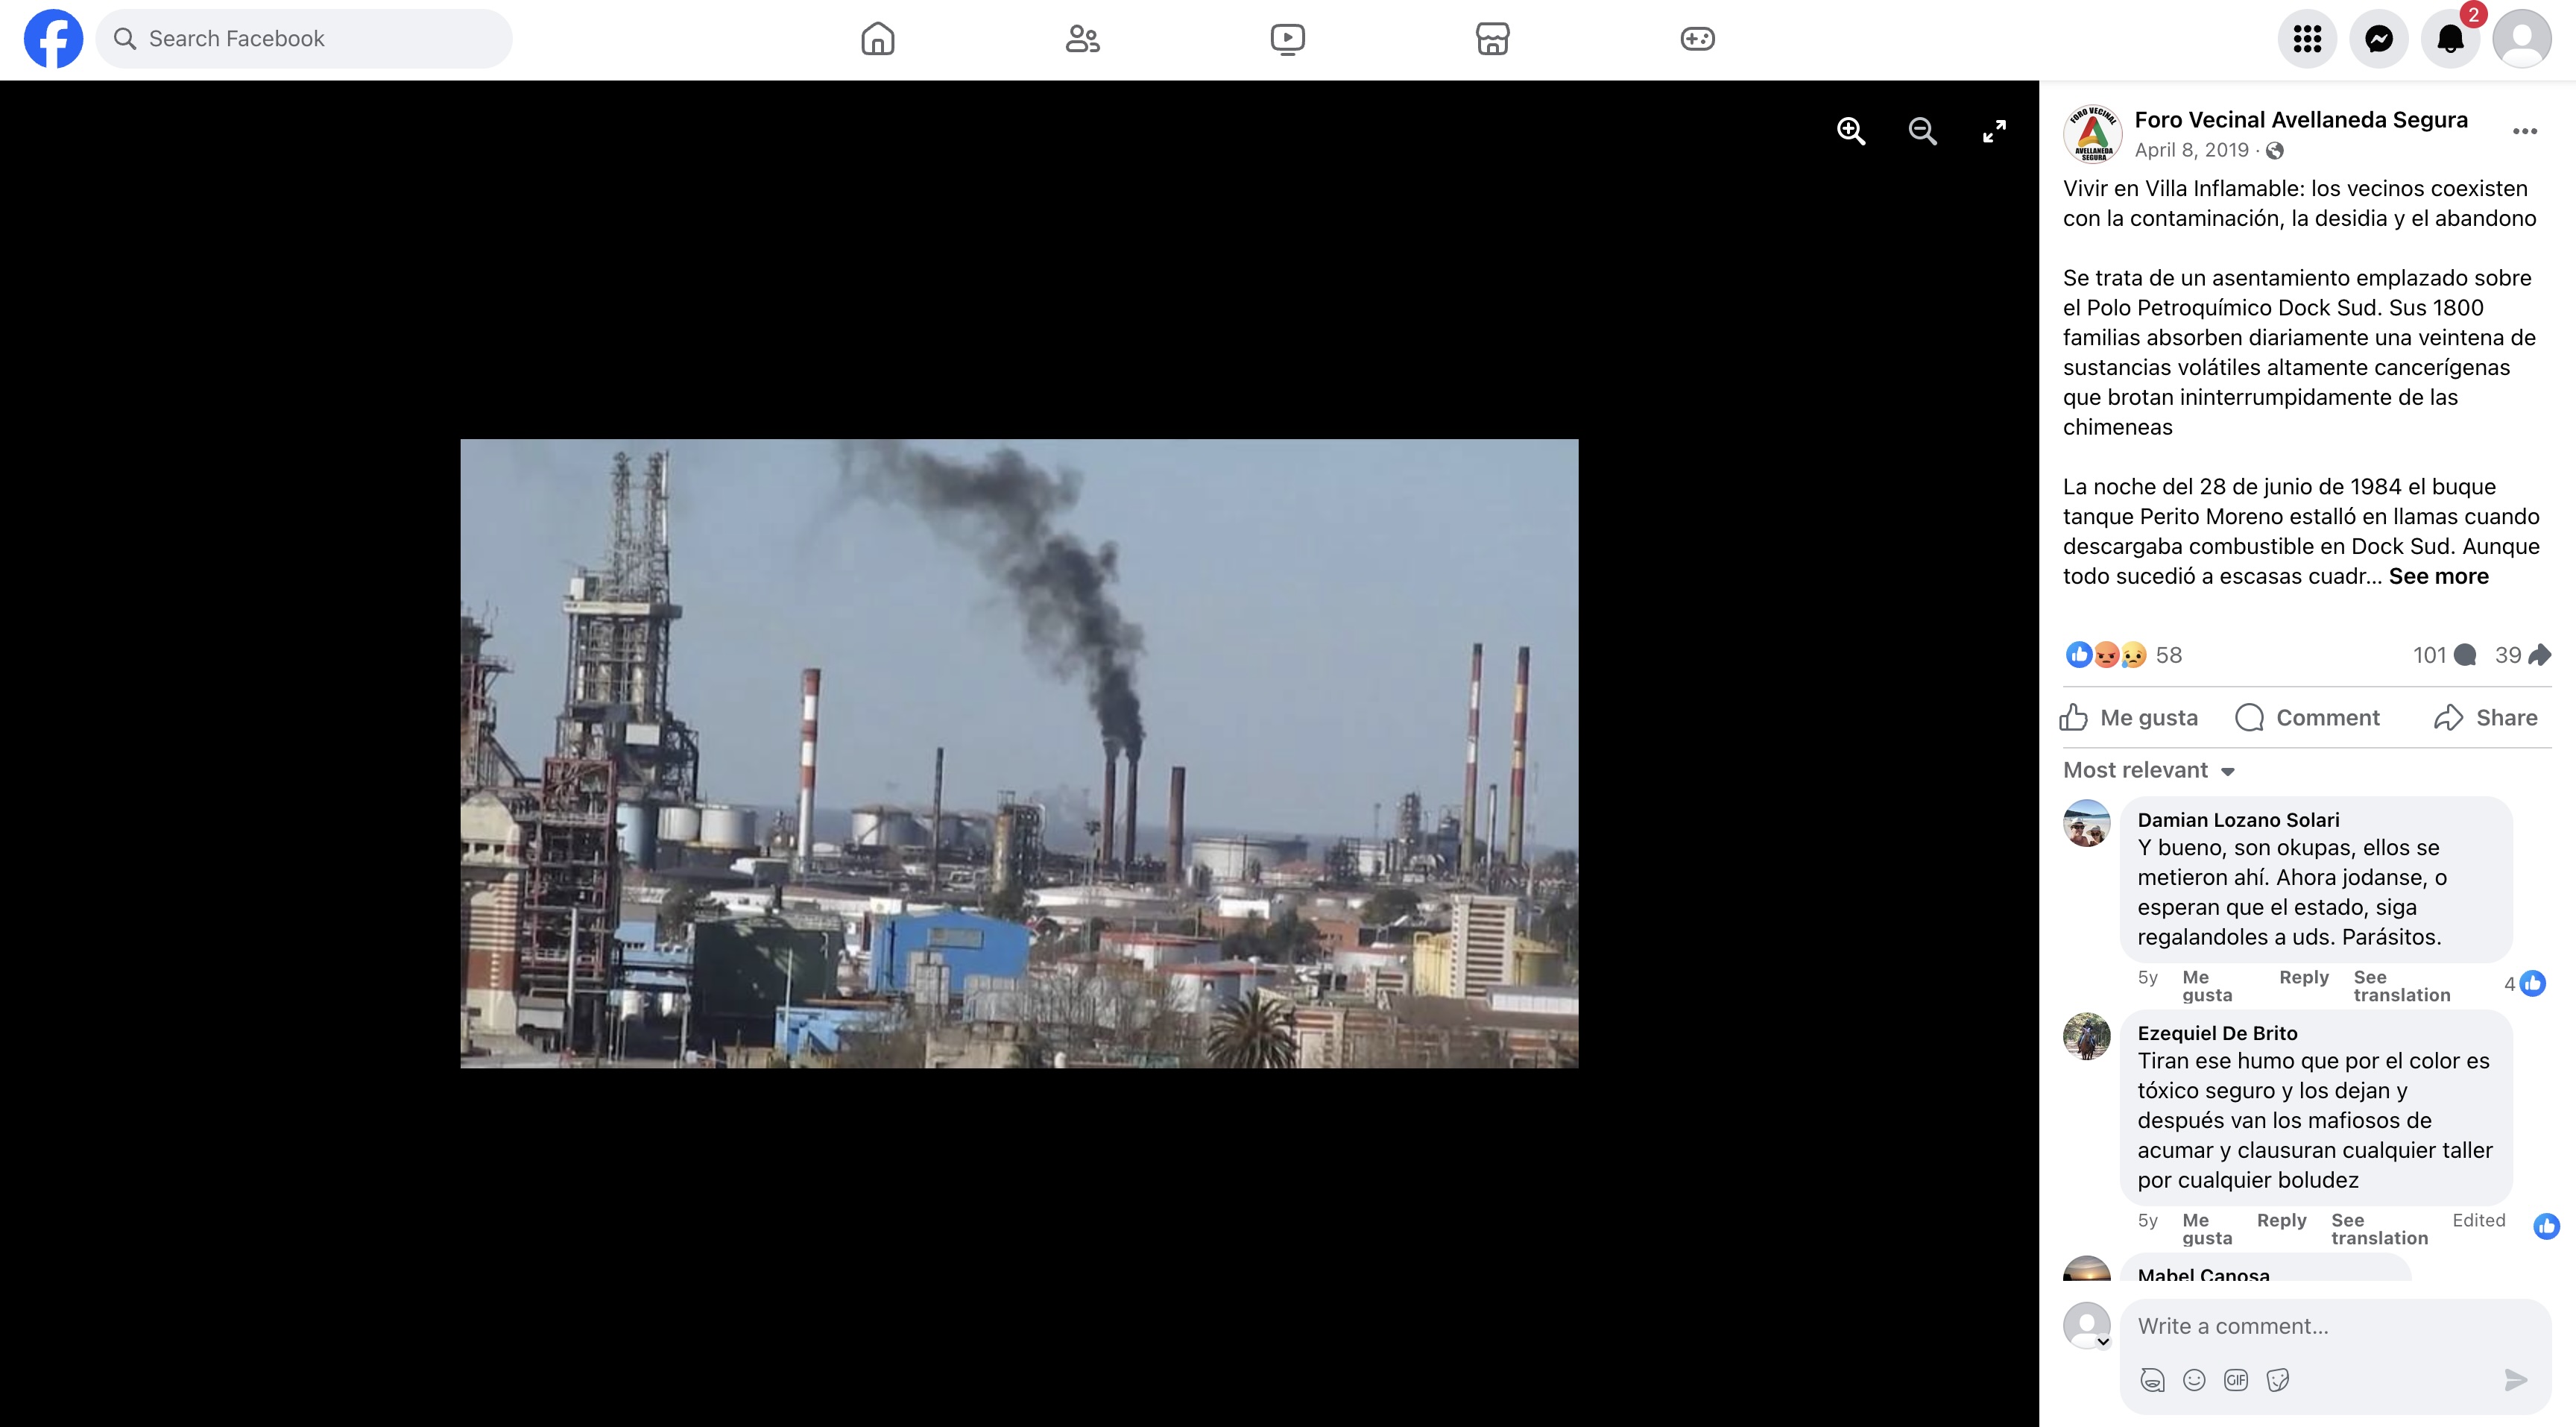 Search Facebook
2
FORO VECINAL
AVELLANEDA
SEGURA
Foro Vecinal Avellaneda Segura
April 8, 2019 ·
Vivir en Villa Inflamable: los vecinos coexisten
con la contaminación, la desidia y el abandono
Se trata de un asentamiento emplazado sobre
el Polo Petroquímico Dock Sud. Sus 1800
familias absorben diariamente una veintena de
sustancias volátiles altamente cancerígenas
que brotan ininterrumpidamente de las
chimeneas
La noche del 28 de junio de 1984 el buque
tanque Perito Moreno estalló en llamas cuando
descargaba combustible en Dock Sud. Aunque
todo sucedió a escasas cuadr... See more
58 101 39
Me gusta Comment Share
Most relevant
Damian Lozano Solari
Y bueno, son okupas, ellos se
metieron ahí. Ahora jodanse, o
esperan que el estado, siga
regalandoles a uds. Parásitos.
5y Me gusta Reply See translation 4
Ezequiel De Brito
Tiran ese humo que por el color es
tóxico seguro y los dejan y
después van los mafiosos de
acumar y clausuran cualquier taller
por cualquier boludez
5y Me gusta Reply See translation Edited
Mabel Canosa
Write a comment...
GIF